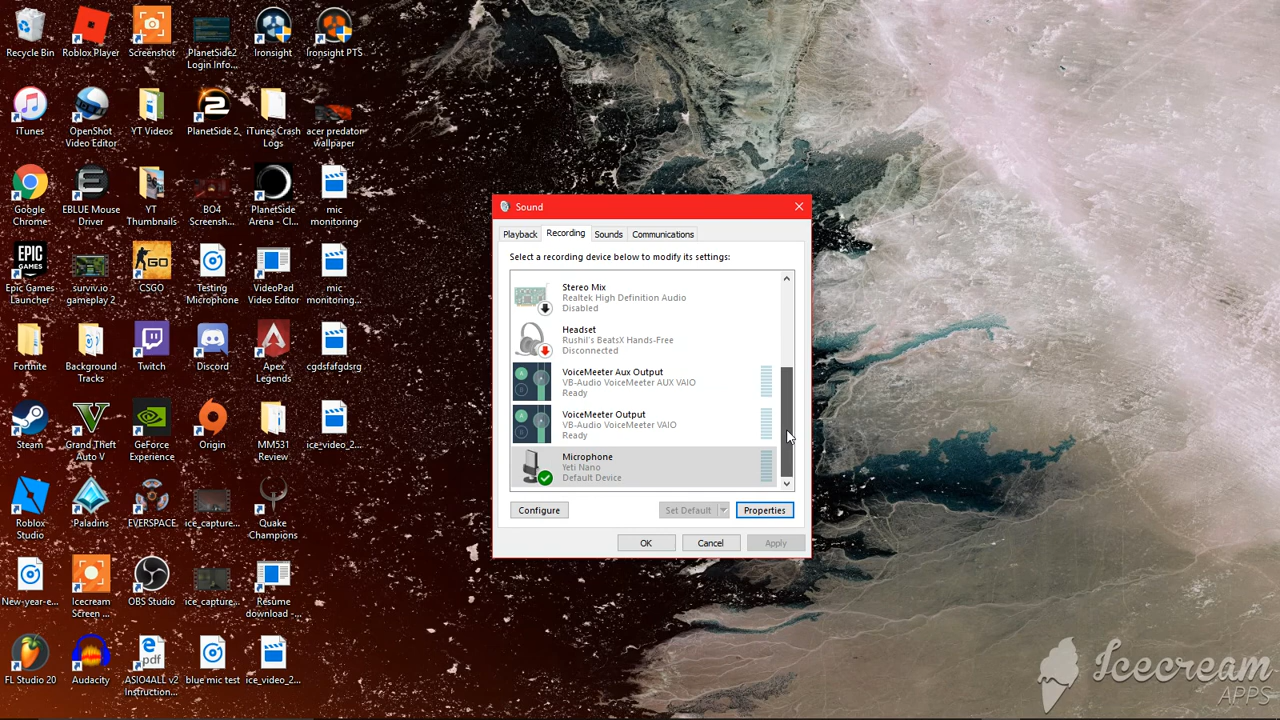 Recycle Bin
Roblox Player
Screenshot
PlanetSide2
Login Info...
Ironsight
Ironsight PTS
iTunes
OpenShot
Video Editor
YT Videos
PlanetSide 2
iTunes Crash
Logs
acer predator
wallpaper
Google
Chrome
EBLUE Mouse
Driver
YT
Thumbnails
BO4
Screensh...
PlanetSide
Arena - Cl...
mic
monitoring
EPIC
GAMES
Epic Games
Launcher
surviv.io
gameplay 2
GO
CSGO
Testing
Microphone
VideoPad
Video Editor
mic
monitoring...
Fortnite
Background
Tracks
Twitch
Discord
Apex
Legends
cgdsfafgdsrg
Steam
Grand Theft
Auto V
GeForce
Experience
Origin
MM531
Review
ice_video_2...
Roblox
Studio
Paladins
EVERSPACE
ice_capture...
Quake
Champions
New-year-e...
Icecream
Screen ...
OBS Studio
ice_capture...
Resume
download -...
FL Studio 20
Audacity
pdf
ASIO4ALL v2
Instruction...
blue mic test
ice_video_2...
Sound
Playback
Recording
Sounds
Communications
Select a recording device below to modify its settings:
Stereo Mix
Realtek High Definition Audio
Disabled
Headset
Rushil's BeatsX Hands-Free
Disconnected
VoiceMeeter Aux Output
VB-Audio VoiceMeeter AUX VAIO
Ready
VoiceMeeter Output
VB-Audio VoiceMeeter VAIO
Ready
Microphone
Yeti Nano
Default Device
Configure
Set Default
Properties
OK
Cancel
Apply
Icecream
APPS